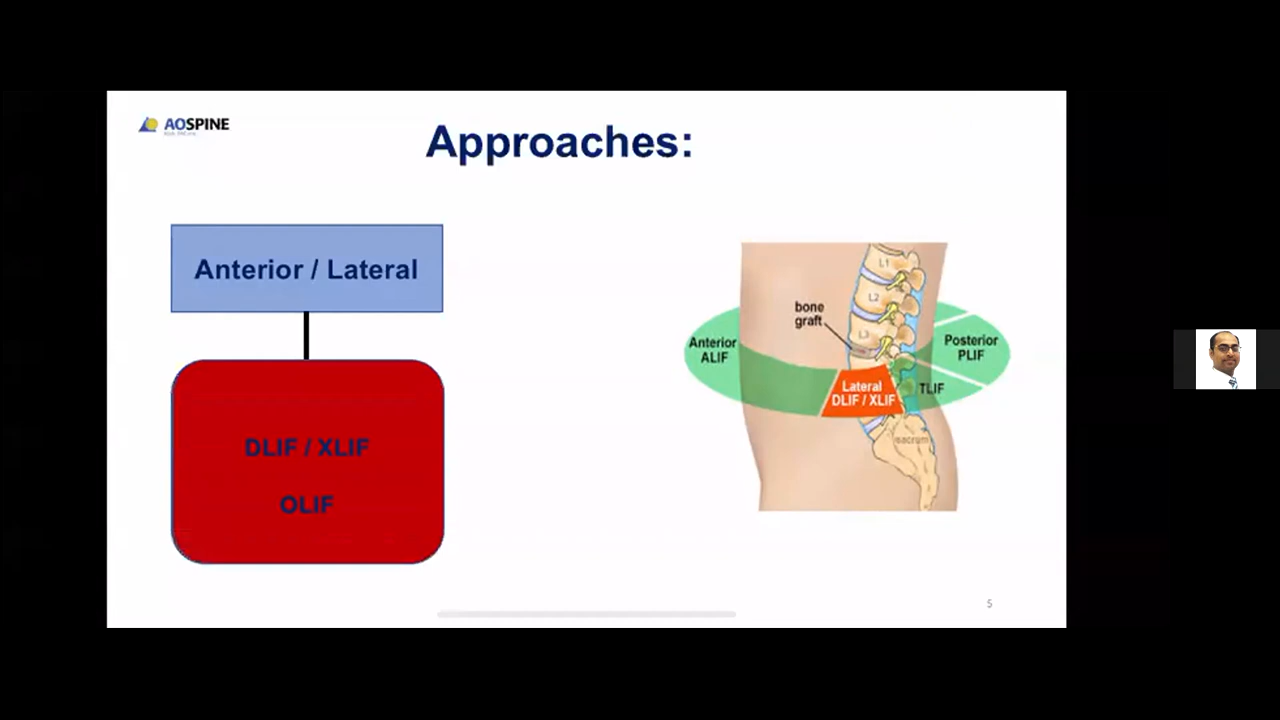 AOSPINE
Approaches:
Anterior / Lateral
DLIF / XLIF
OLIF
L1
L2
L3
bone
graft
Anterior
ALIF
Lateral
DLIF / XLIF
Posterior
PLIF
TLIF
sacrum
5